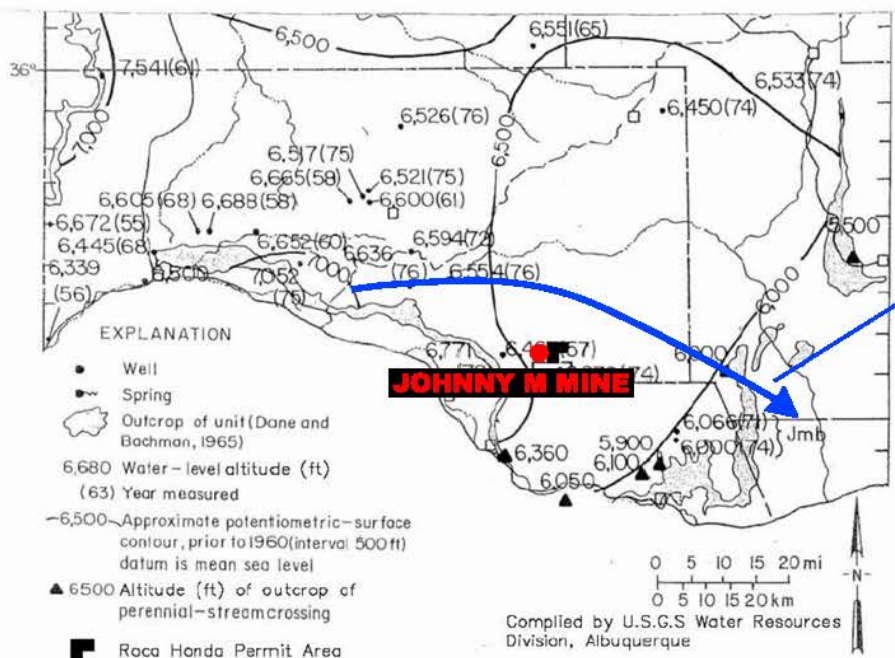 6,551(65)
6,500
36°
7,541(61)
6,533(74)
6,450(74)
6,526(76)
7,000
6,500
6,517(75)
6,665(58)
6,521(75)
6,600(61)
6,605(68)
6,688(58)
6,672(55)
6,445(68)
6,652(60)
6,636
(76)
6,594(72)
5,500
6,339
(56)
6,500
7,052
7,000
6,554(76)
6,000
EXPLANATION
6,771
JOHNNY M MINE
Well
Spring
Outcrop of unit (Dane and
Bachman, 1965)
6,066(71)
6,000(74)
Jmb
5,900
6,100
6,360
6,050
6,680 Water-level altitude (ft)
(63) Year measured
6,500 Approximate potentiometric-surface
contour, prior to 1960 (interval 500 ft)
datum is mean sea level
6500 Altitude (ft) of outcrop of
perennial-stream crossing
Roca Honda Permit Area
0 5 10 15 20 mi
0 5 10 15 20 km
-N-
Complied by U.S.G.S Water Resources
Division, Albuquerque